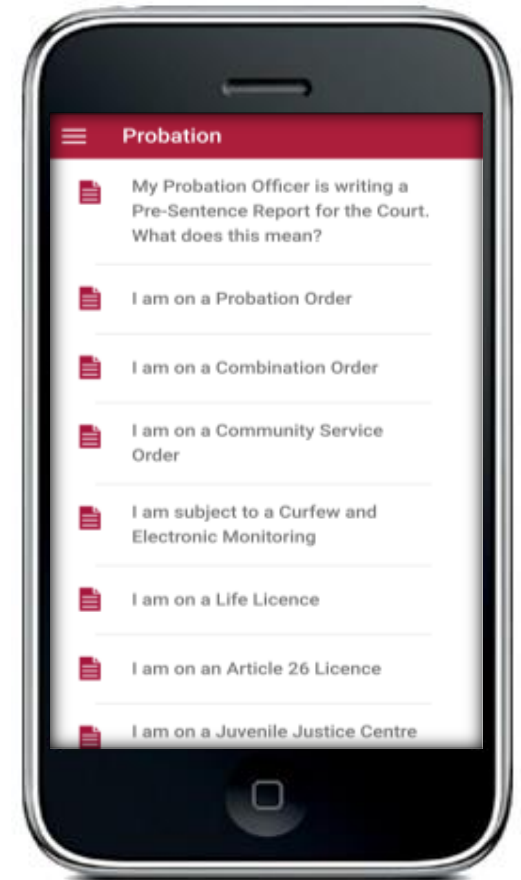 Probation
My Probation Officer is writing a
Pre-Sentence Report for the Court.
What does this mean?
I am on a Probation Order
I am on a Combination Order
I am on a Community Service
Order
I am subject to a Curfew and
Electronic Monitoring
I am on a Life Licence
I am on an Article 26 Licence
I am on a Juvenile Justice Centre